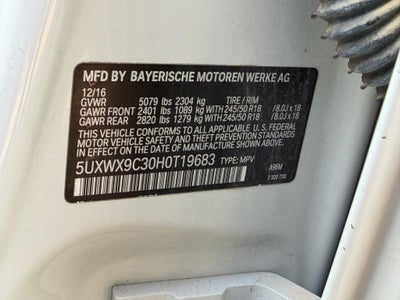 MFD BY BAYERISCHE MOTOREN WERKE AG
12/16
GVWR 5079 lbs 2304 kg TIRE / RIM
GAWR FRONT 2401 lbs 1089 kg WITH 245/50 R18 / 8.0J x 18
GAWR REAR 2820 lbs 1279 kg WITH 245/50 R18 / 8.0J x 18
THIS VEHICLE CONFORMS TO ALL APPLICABLE U. S. FEDERAL
MOTOR VEHICLE SAFETY AND THEFT PREVENTION STANDARDS
IN EFFECT ON THE DATE OF MANUFACTURE SHOWN ABOVE
5UXWX9C30H0T19683 TYPE: MPV
A96M